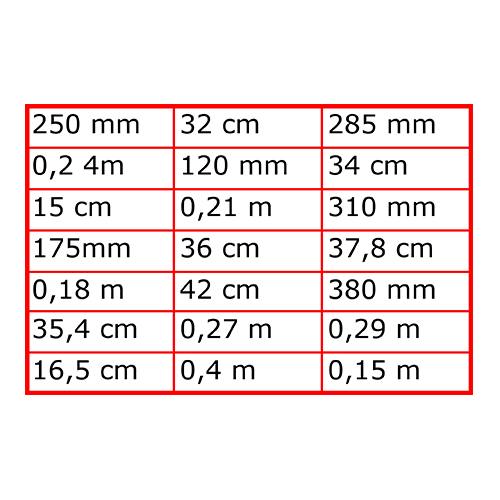 250 mm 32 cm 285 mm
0,2 4m 120 mm 34 cm
15 cm 0,21 m 310 mm
175mm 36 cm 37,8 cm
0,18 m 42 cm 380 mm
35,4 cm 0,27 m 0,29 m
16,5 cm 0,4 m 0,15 m